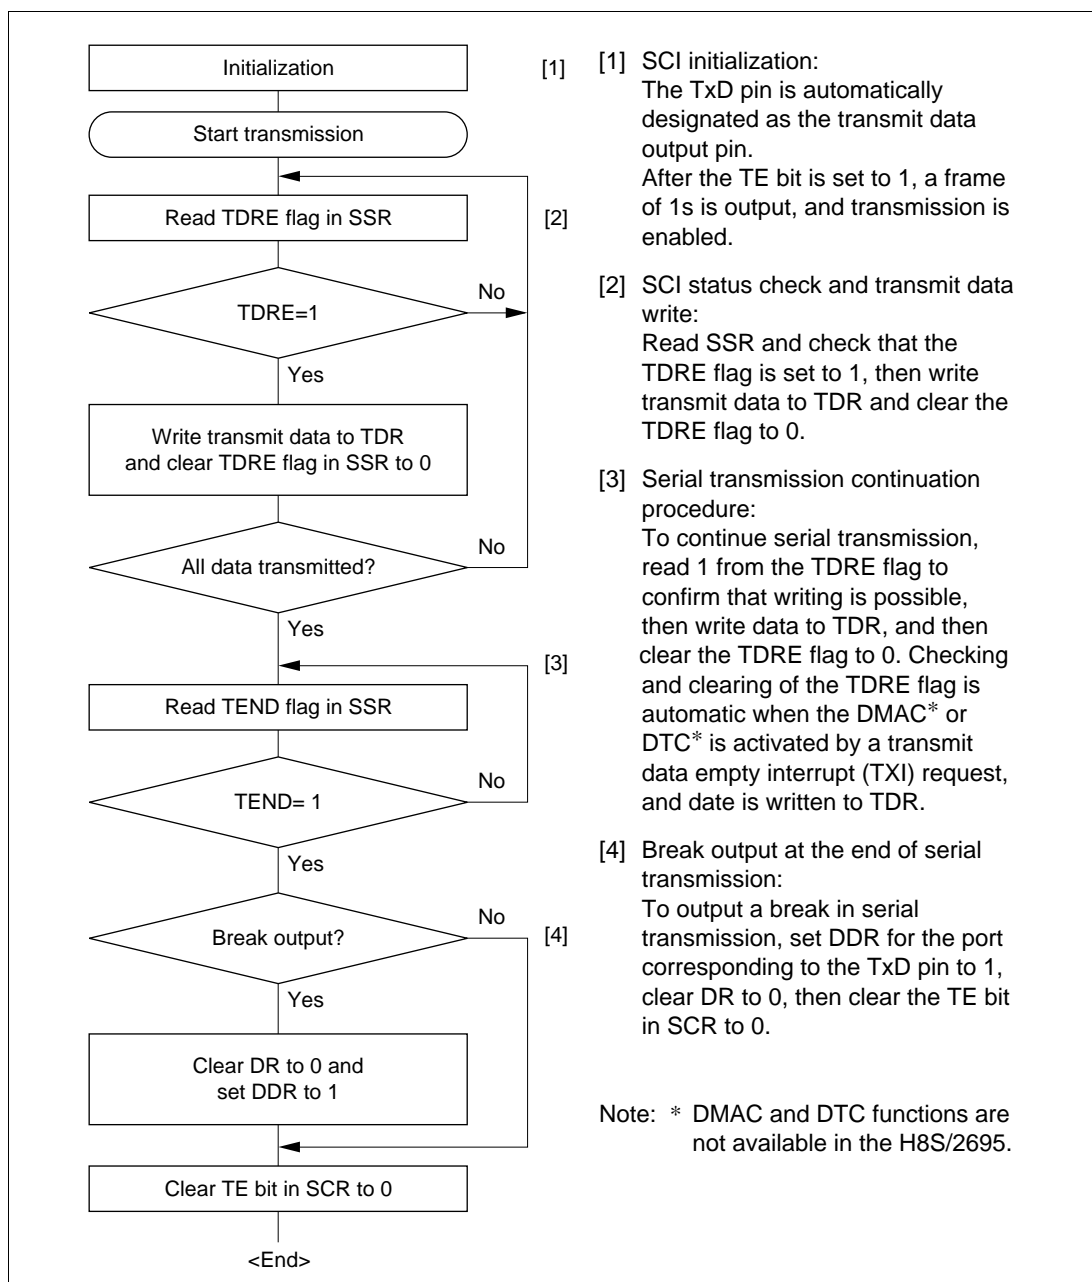 Initialization
[1]
Start transmission
Read TDRE flag in SSR
[2]
TDRE=1
No
Yes
Write transmit data to TDR
and clear TDRE flag in SSR to 0
All data transmitted?
No
Yes
[3]
Read TEND flag in SSR
TEND= 1
No
Yes
Break output?
No
[4]
Yes
Clear DR to 0 and
set DDR to 1
Clear TE bit in SCR to 0
<End>
[1] SCI initialization:
The TxD pin is automatically
designated as the transmit data
output pin.
After the TE bit is set to 1, a frame
of 1s is output, and transmission is
enabled.
[2] SCI status check and transmit data
write:
Read SSR and check that the
TDRE flag is set to 1, then write
transmit data to TDR and clear the
TDRE flag to 0.
[3] Serial transmission continuation
procedure:
To continue serial transmission,
read 1 from the TDRE flag to
confirm that writing is possible,
then write data to TDR, and then
clear the TDRE flag to 0. Checking
and clearing of the TDRE flag is
automatic when the DMAC* or
DTC* is activated by a transmit
data empty interrupt (TXI) request,
and date is written to TDR.
[4] Break output at the end of serial
transmission:
To output a break in serial
transmission, set DDR for the port
corresponding to the TxD pin to 1,
clear DR to 0, then clear the TE bit
in SCR to 0.
Note: * DMAC and DTC functions are
not available in the H8S/2695.